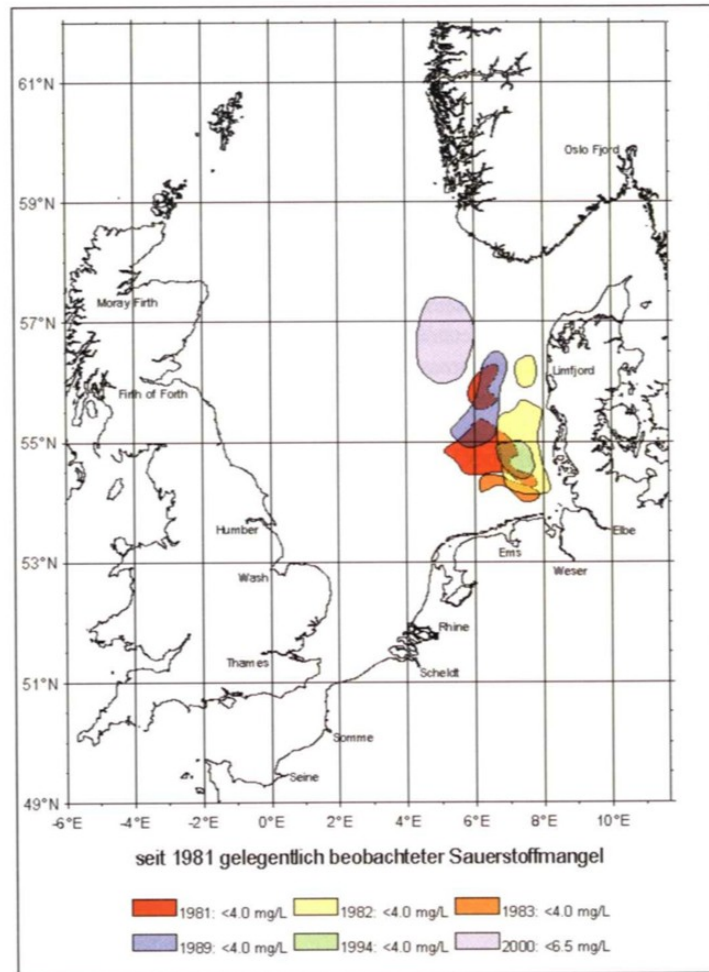 61°N
Oslo Fjord
59°N
Moray Firth
57°N
Limfjord
Firth of Forth
55°N
Humber
Elbe
Ems
53°N
Weser
Wash
Rhine
Thames
Scheldt
51°N
Somme
Seine
49°N
-6°E -4°E -2°E 0°E 2°E 4°E 6°E 8°E 10°E
seit 1981 gelegentlich beobachteter Sauerstoffmangel
1981: <4.0 mg/L 1982: <4.0 mg/L 1983: <4.0 mg/L
1989: <4.0 mg/L 1994: <4.0 mg/L 2000: <6.5 mg/L